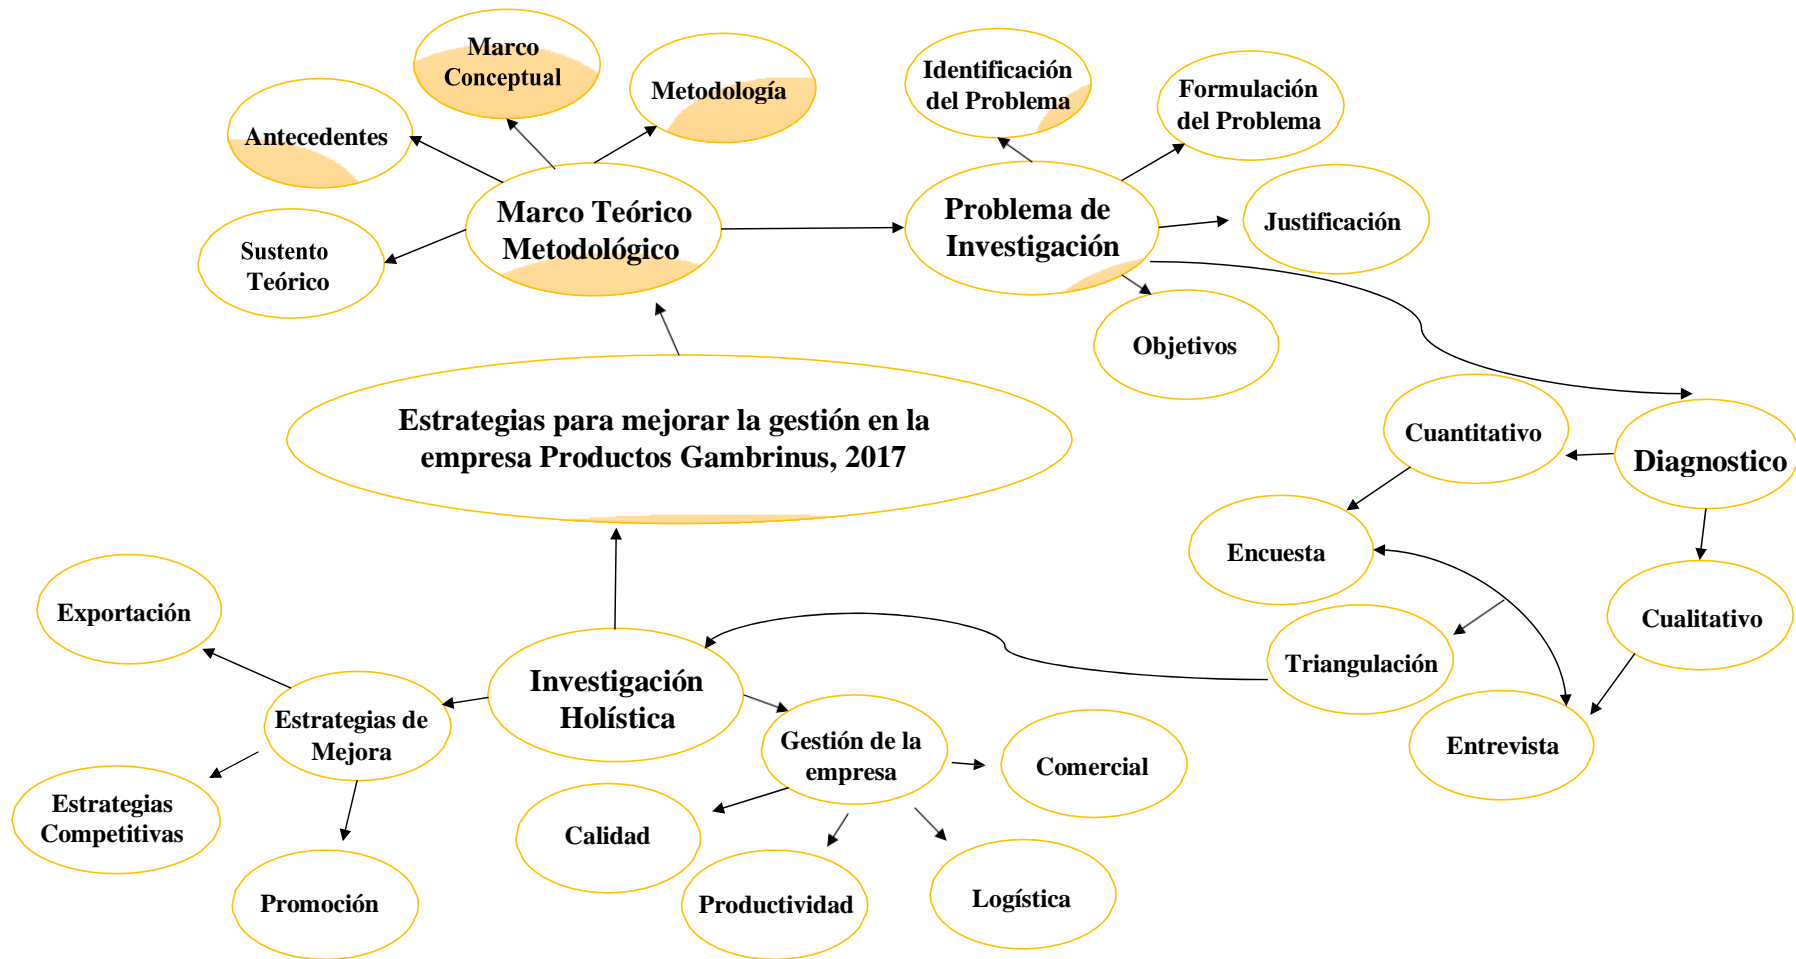 Marco
Conceptual
Metodología
Antecedentes
Sustento
Teórico
Marco Teórico
Metodológico
Identificación
del Problema
Formulación
del Problema
Problema de
Investigación
Justificación
Objetivos
Estrategias para mejorar la gestión en la
empresa Productos Gambrinus, 2017
Cuantitativo
Diagnostico
Encuesta
Cualitativo
Triangulación
Entrevista
Exportación
Investigación
Holística
Estrategias de
Mejora
Gestión de la
empresa
Comercial
Estrategias
Competitivas
Calidad
Promoción
Productividad
Logística